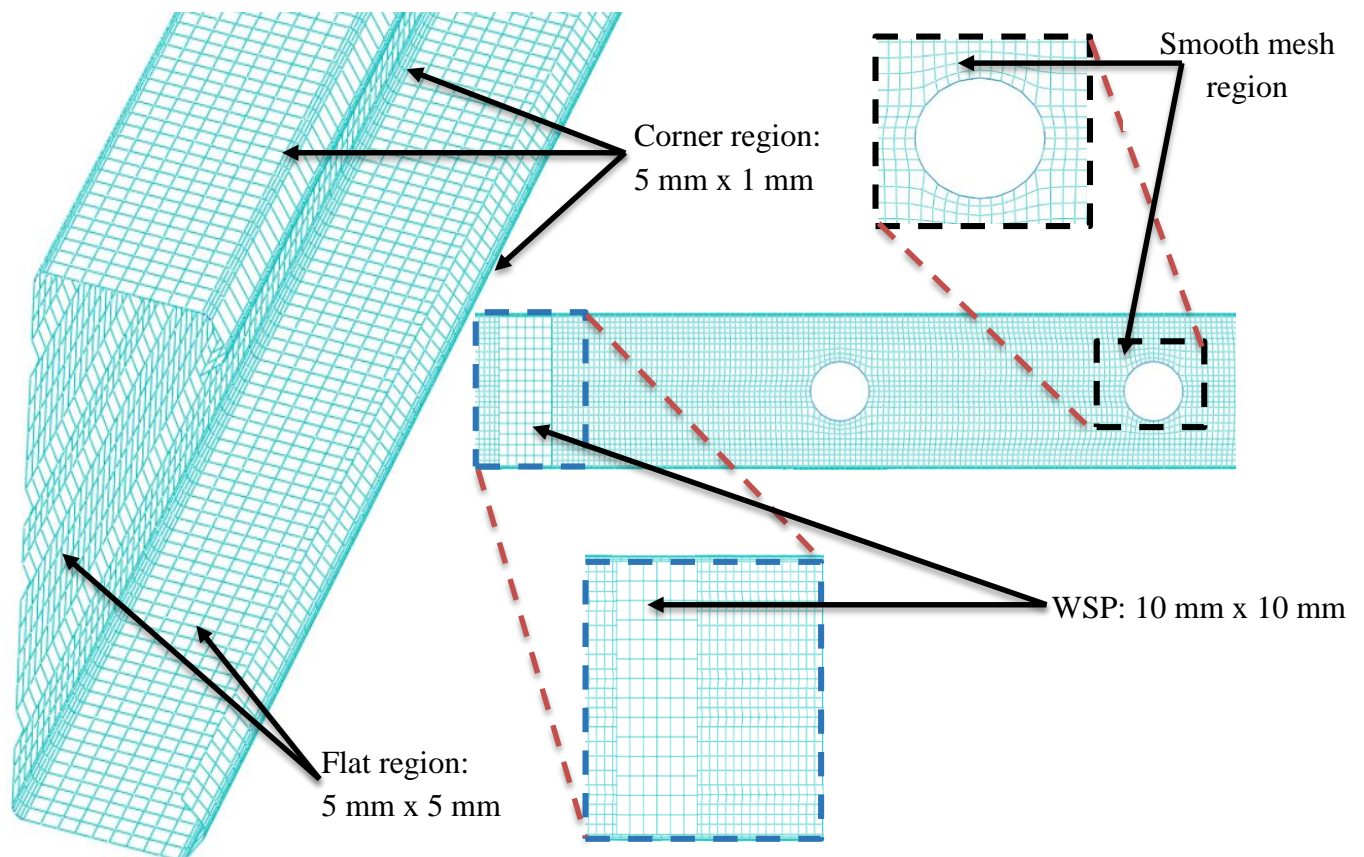 Smooth mesh
region
Corner region:
5 mm x 1 mm
WSP: 10 mm x 10 mm
Flat region:
5 mm x 5 mm